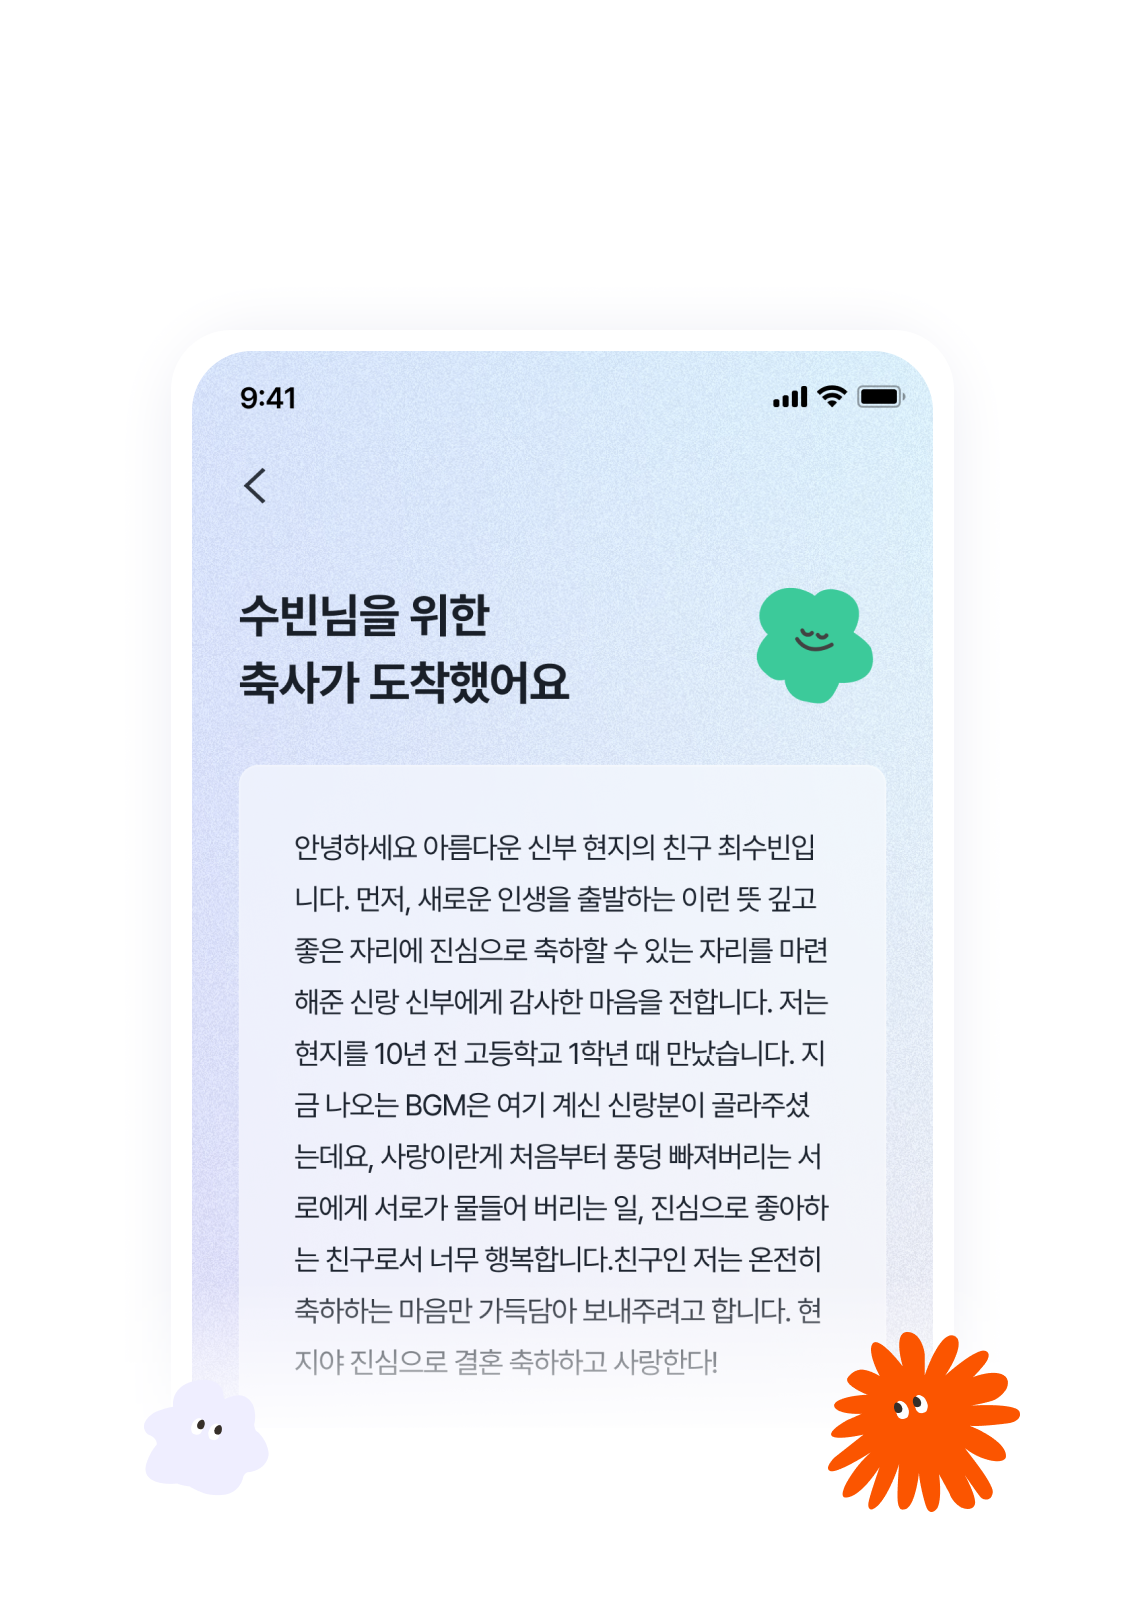 9:41
수빈님을 위한
축사가 도착했어요
안녕하세요 아름다운 신부 현지의 친구 최수빈입
니다. 먼저, 새로운 인생을 출발하는 이런 뜻 깊고
좋은 자리에 진심으로 축하할 수 있는 자리를 마련
해준 신랑 신부에게 감사한 마음을 전합니다. 저는
현지를 10년 전 고등학교 1학년 때 만났습니다. 지
금 나오는 BGM은 여기 계신 신랑분이 골라주셨
는데요, 사랑이란게 처음부터 풍덩 빠져버리는 서
로에게 서로가 물들어 버리는 일, 진심으로 좋아하
는 친구로서 너무 행복합니다.친구인 저는 온전히
축하하는 마음만 가득담아 보내주려고 합니다. 현
지야 진심으로 결혼 축하하고 사랑한다!